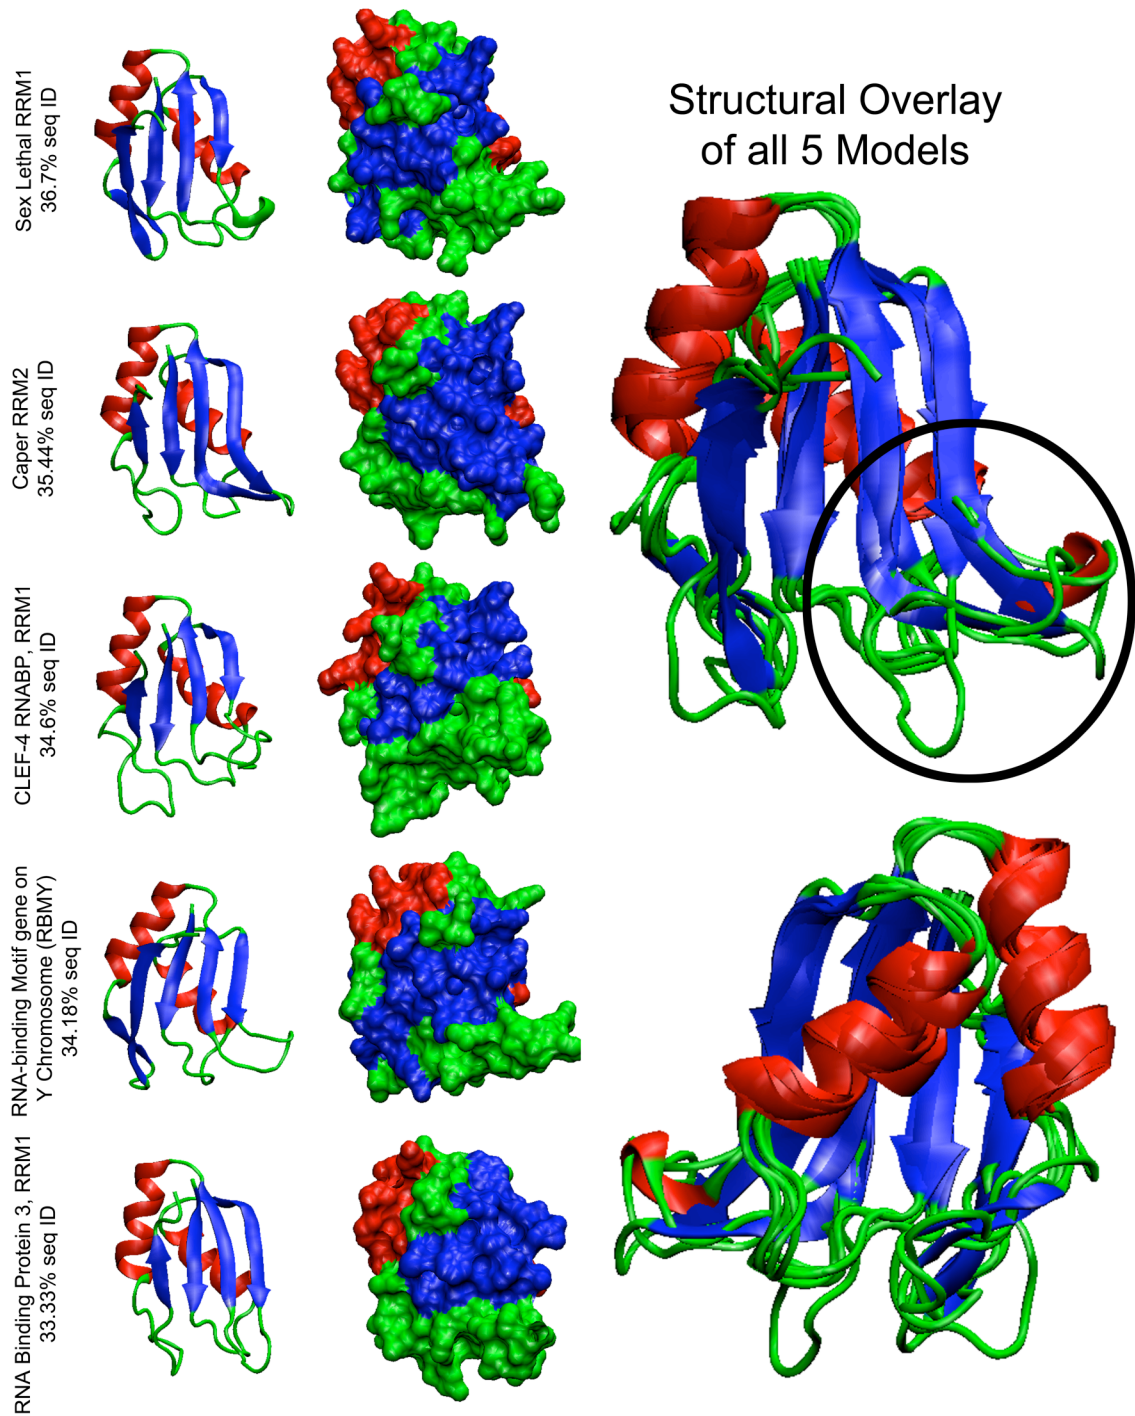 Sex Lethal RRM1
36.7% seq ID
Structural Overlay
of all 5 Models
Caper RRM2
35.44% seq ID
CLEF-4 RNABP, RRM1
34.6% seq ID
RNA-binding Motif gene on
Y Chromosome (RBMY)
34.18% seq ID
RNA Binding Protein 3, RRM1
33.33% seq ID